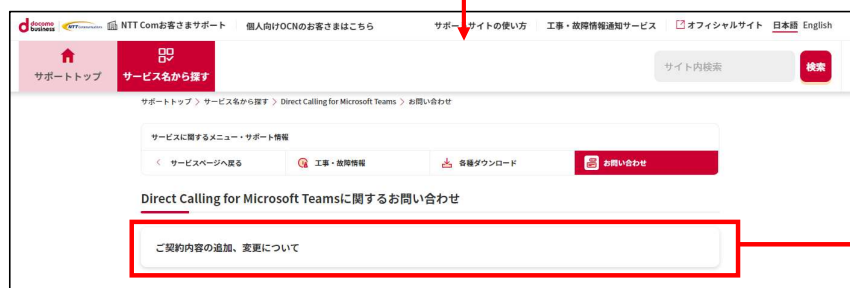 docomo business NTT Communications NTT Comお客さまサポート 個人向けOCNのお客さまはこちら サポートサイトの使い方 工事・故障情報通知サービス オフィシャルサイト 日本語 English
サポートトップ サービス名から探す サイト内検索 検索
サポートトップ 〉 サービス名から探す 〉 Direct Calling for Microsoft Teams 〉 お問い合わせ
サービスに関するメニュー・サポート情報
〈 サービスページへ戻る 工事・故障情報 各種ダウンロード お問い合わせ
Direct Calling for Microsoft Teamsに関するお問い合わせ
ご契約内容の追加、変更について